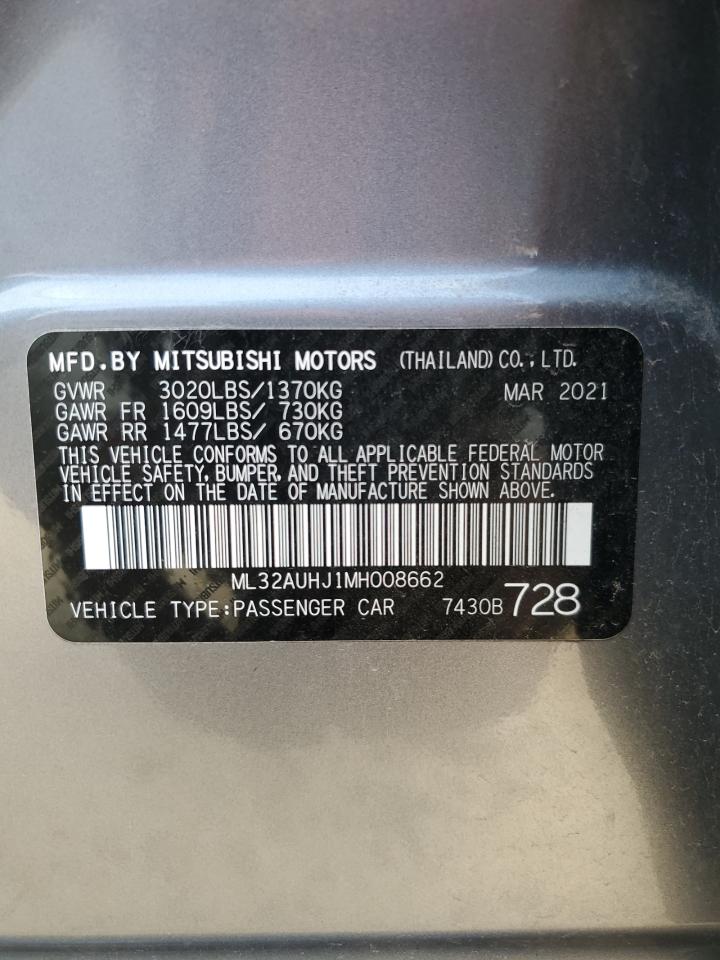 MFD.BY MITSUBISHI MOTORS (THAILAND) CO., LTD.
GVWR 3020LBS/1370KG MAR 2021
GAWR FR 1609LBS/ 730KG
GAWR RR 1477LBS/ 670KG
THIS VEHICLE CONFORMS TO ALL APPLICABLE FEDERAL MOTOR
VEHICLE SAFETY, BUMPER, AND THEFT PREVENTION STANDARDS
IN EFFECT ON THE DATE OF MANUFACTURE SHOWN ABOVE.
ML32AUHJ1MH008662
VEHICLE TYPE:PASSENGER CAR 7430B 728